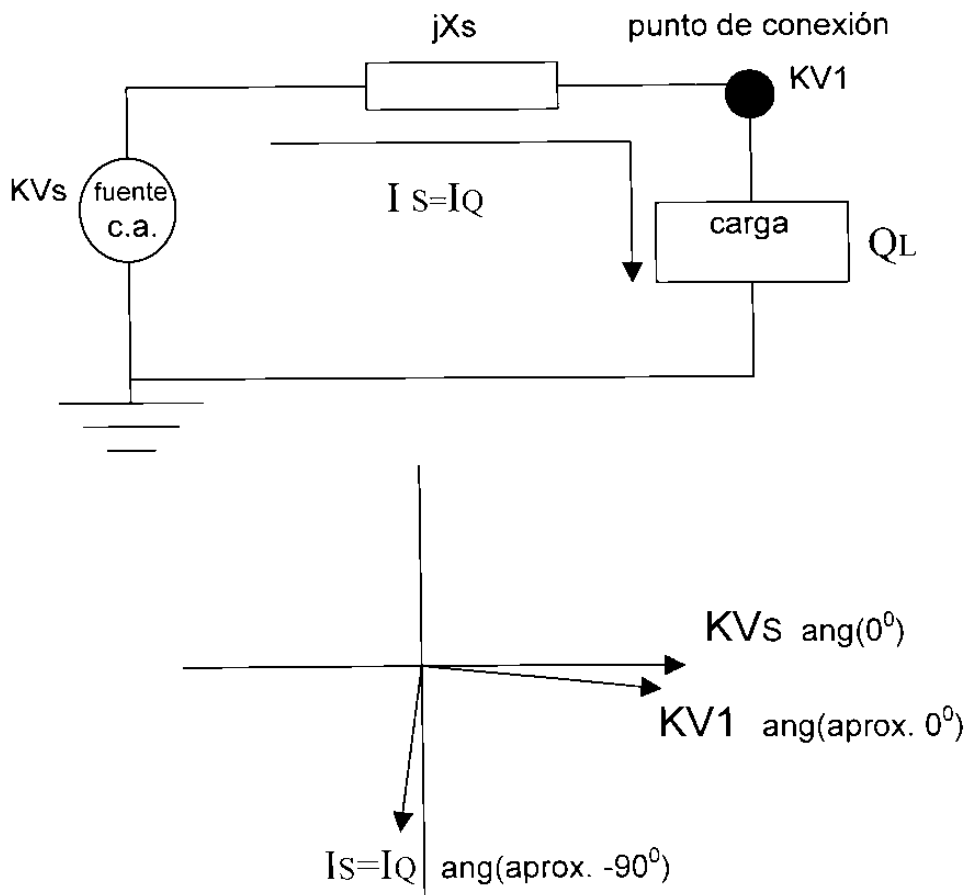 jXs
punto de conexión
KV1
KVs
fuente
c.a.
I S=IQ
carga
QL
KVS ang(0⁰)
KV1 ang(aprox. 0⁰)
IS=IQ ang(aprox. -90⁰)